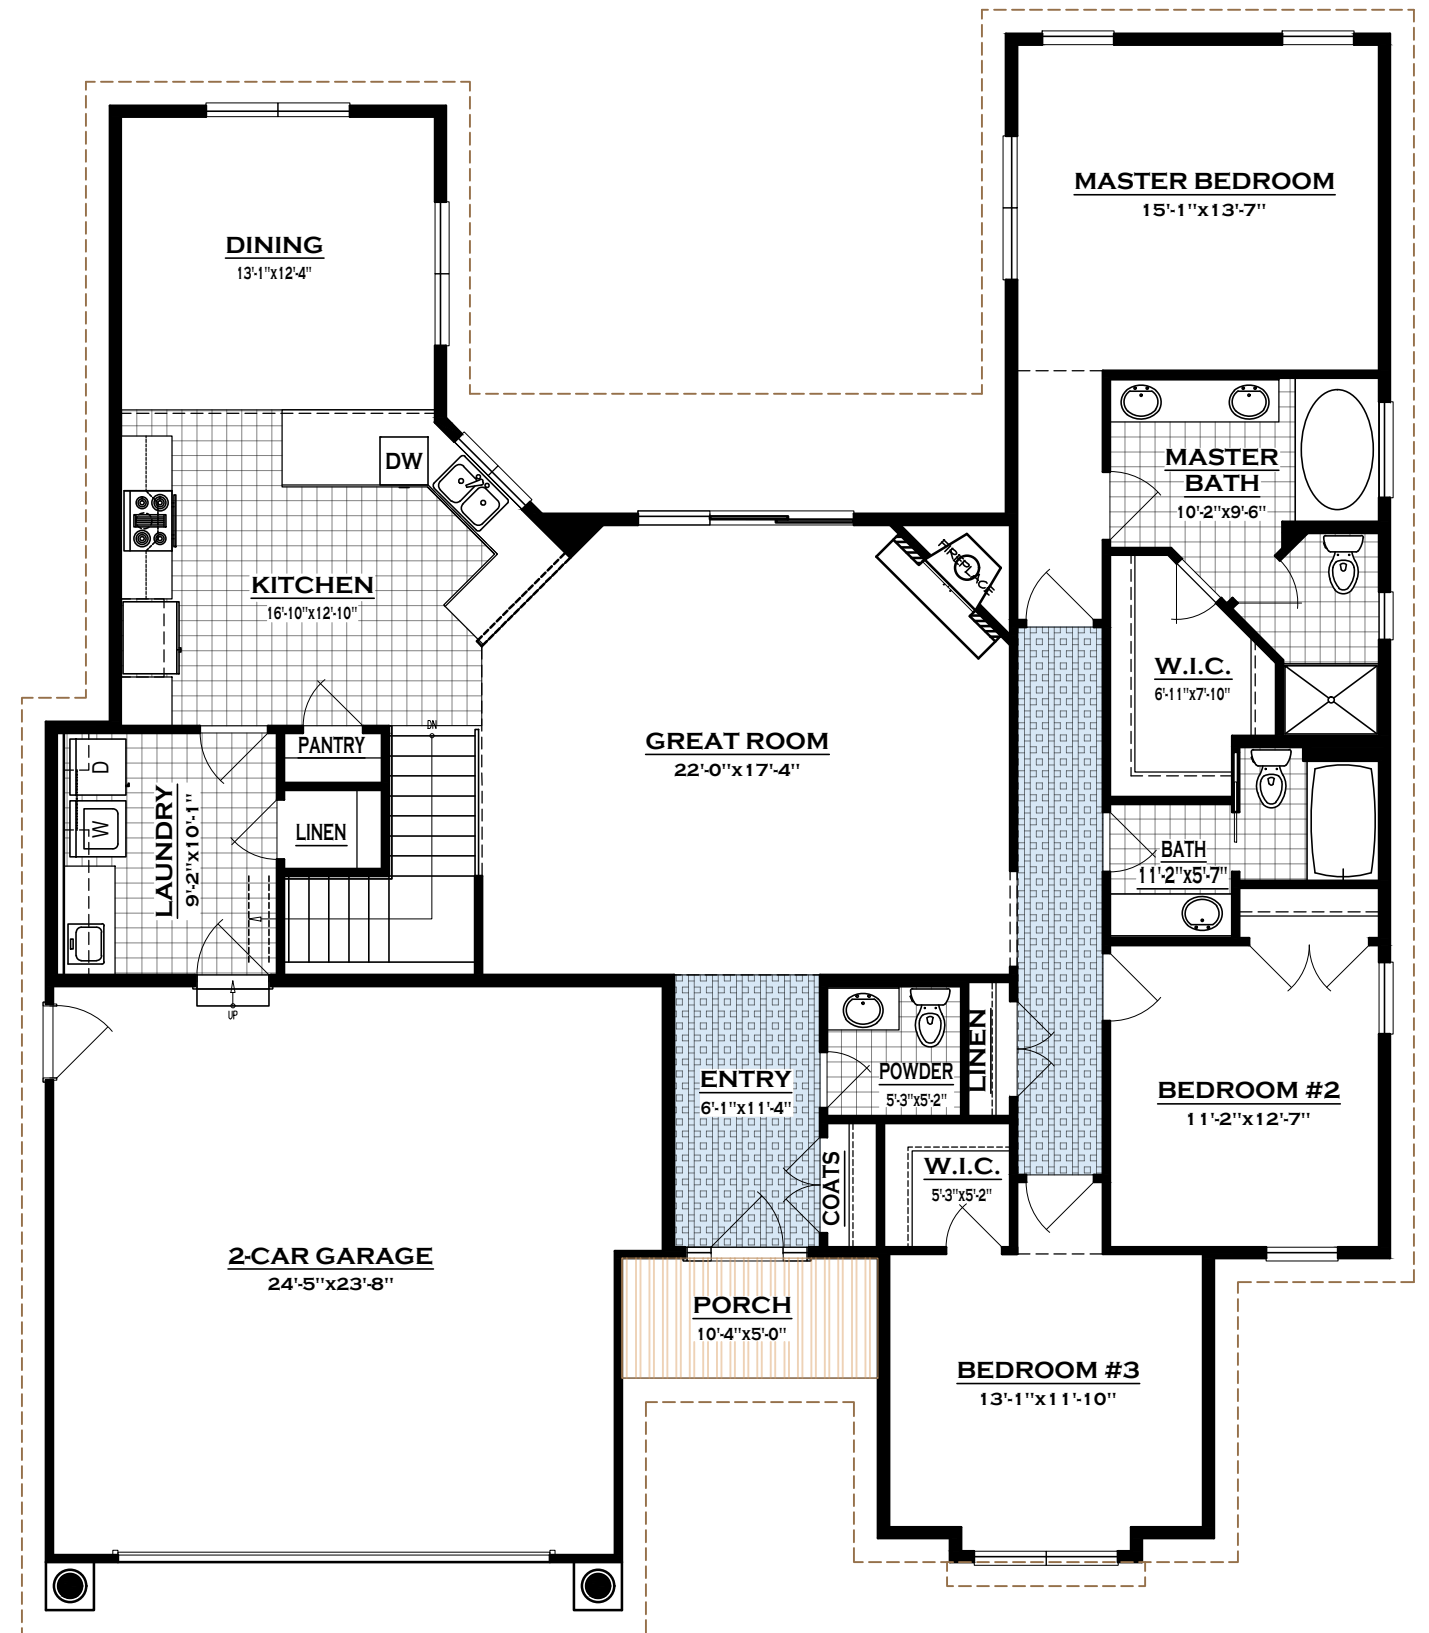 MASTER BEDROOM
15'-1"x13'-7"
DINING
13'-1"x12'-4"
DW
MASTER
BATH
10'-2"x9'-6"
FIREPLACE
KITCHEN
16'-10"x12'-10"
W.I.C.
6'-11"x7'-10"
DN
PANTRY
GREAT ROOM
22'-0"x17'-4"
D
W
LAUNDRY
9'-2"x10'-1"
LINEN
BATH
11'-2"x5'-7"
UP
ENTRY
6'-1"x11'-4"
POWDER
5'-3"x5'-2"
LINEN
BEDROOM #2
11'-2"x12'-7"
COATS
W.I.C.
5'-3"x5'-2"
2-CAR GARAGE
24'-5"x23'-8"
PORCH
10'-4"x5'-0"
BEDROOM #3
13'-1"x11'-10"